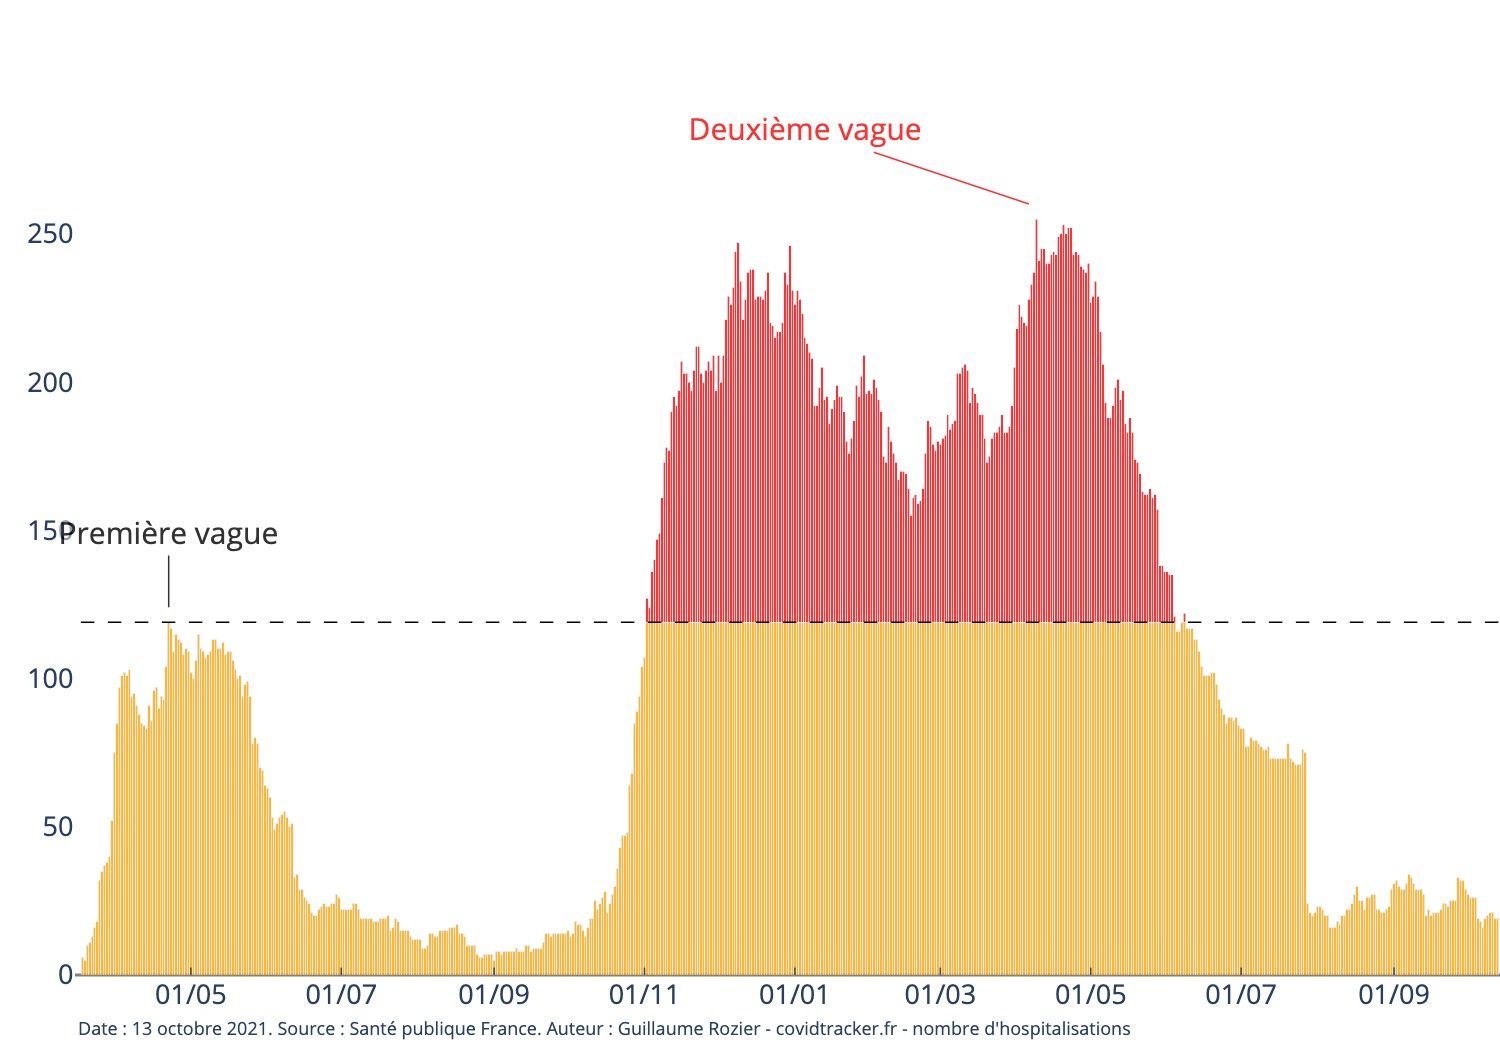 Deuxième vague
250
200
150
Première vague
100
50
0
01/05 01/07 01/09 01/11 01/01 01/03 01/05 01/07 01/09
Date : 13 octobre 2021. Source : Santé publique France. Auteur : Guillaume Rozier - covidtracker.fr - nombre d'hospitalisations